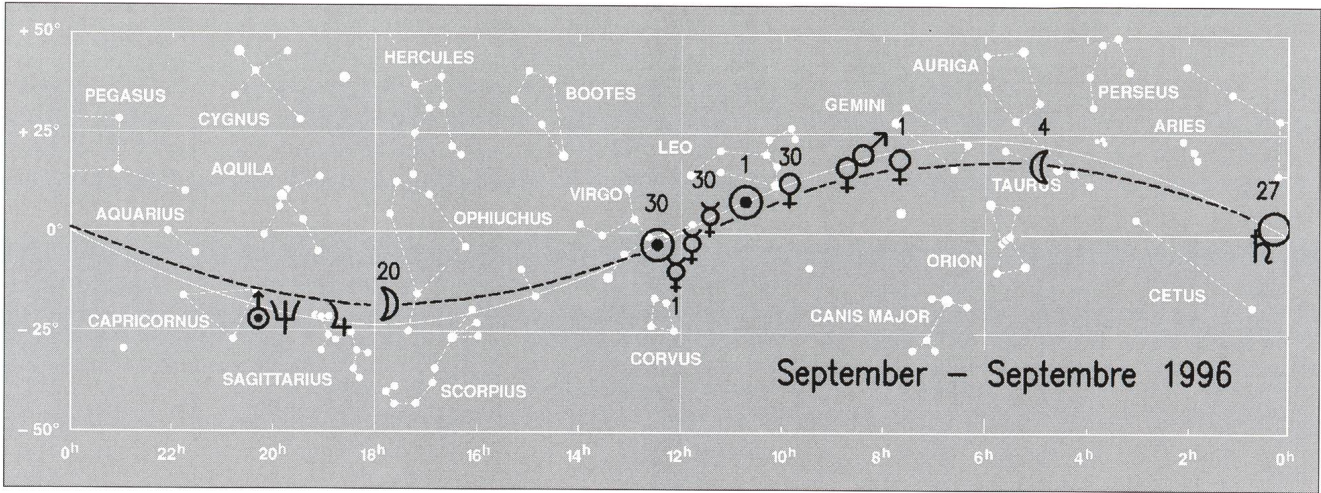 + 50°
HERCULES
AURIGA
PEGASUS
CYGNUS
BOOTES
GEMINI
PERSEUS
+ 25°
1
4
ARIES
AQUILA
LEO
1
30
30
27
VIRGO
30
TAURUS
AQUARIUS
OPHIUCHUS
0°
ORION
20
CETUS
1
CAPRICORNUS
CANIS MAJOR
− 25°
CORVUS
SAGITTARIUS
SCORPIUS
September – Septembre 1996
− 50°
0h 22h 20h 18h 16h 14h 12h 10h 8h 6h 4h 2h 0h